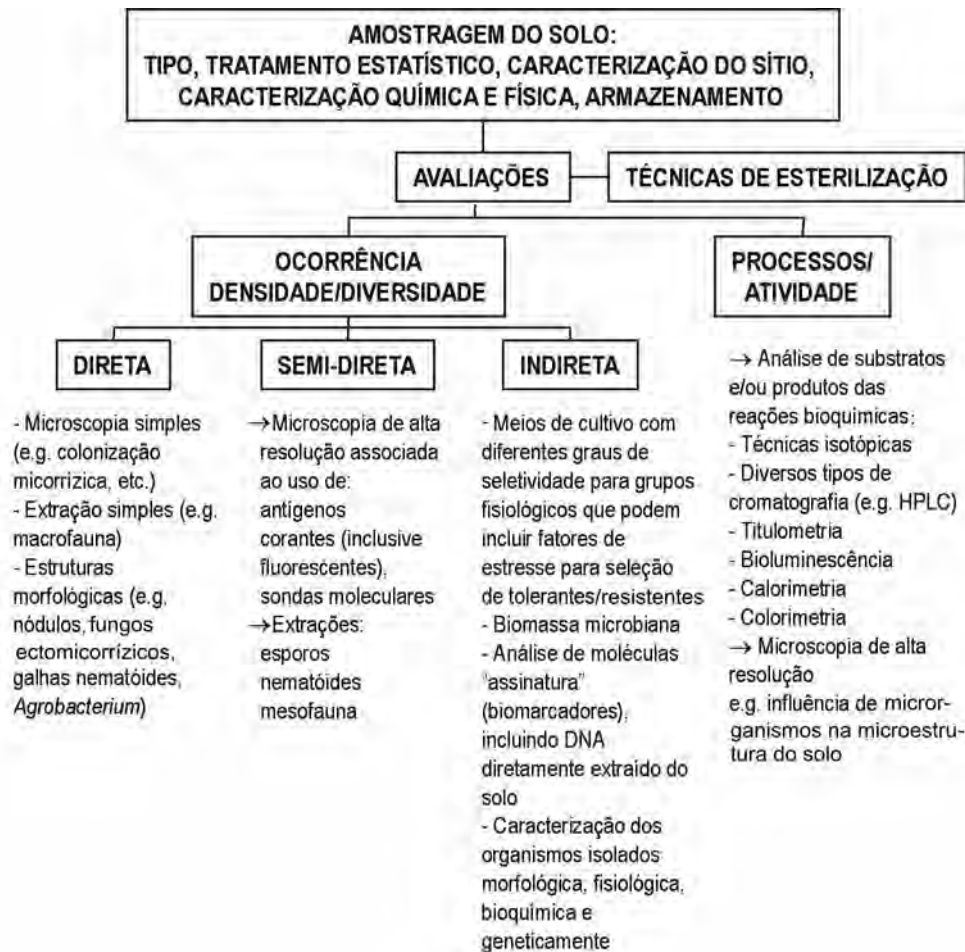 AMOSTRAGEM DO SOLO:
TIPO, TRATAMENTO ESTATÍSTICO, CARACTERIZAÇÃO DO SÍTIO,
CARACTERIZAÇÃO QUÍMICA E FÍSICA, ARMAZENAMENTO
AVALIAÇÕES
TÉCNICAS DE ESTERILIZAÇÃO
OCORRÊNCIA
DENSIDADE/DIVERSIDADE
PROCESSOS/
ATIVIDADE
DIRETA
- Microscopia simples
(e.g. colonização
micorrizica, etc.)
- Extração simples (e.g.
macrofauna)
- Estruturas
morfológicas (e.g.
nódulos, fungos
ectomicorrízicos,
galhas nematóides,
Agrobacterium)
SEMI-DIRETA
→Microscopia de alta
resolução associada
ao uso de:
antígenos
corantes (inclusive
fluorescentes),
sondas moleculares
→Extrações:
esporos
nematóides
mesofauna
INDIRETA
- Meios de cultivo com
diferentes graus de
seletividade para grupos
fisiológicos que podem
incluir fatores de
estresse para seleção
de tolerantes/resistentes
- Biomassa microbiana
- Análise de moléculas
"assinatura"
(biomarcadores),
incluindo DNA
diretamente extraído do
solo
- Caracterização dos
organismos isolados
morfológica, fisiológica,
bioquímica e
geneticamente
→ Análise de substratos
e/ou produtos das
reações bioquimicas:
- Técnicas isotópicas
- Diversos tipos de
cromatografia (e.g. HPLC)
- Titulometria
- Bioluminescência
- Calorimetria
- Colorimetria
→ Microscopia de alta
resolução
e.g. influência de micror-
ganismos na microestru-
tura do solo